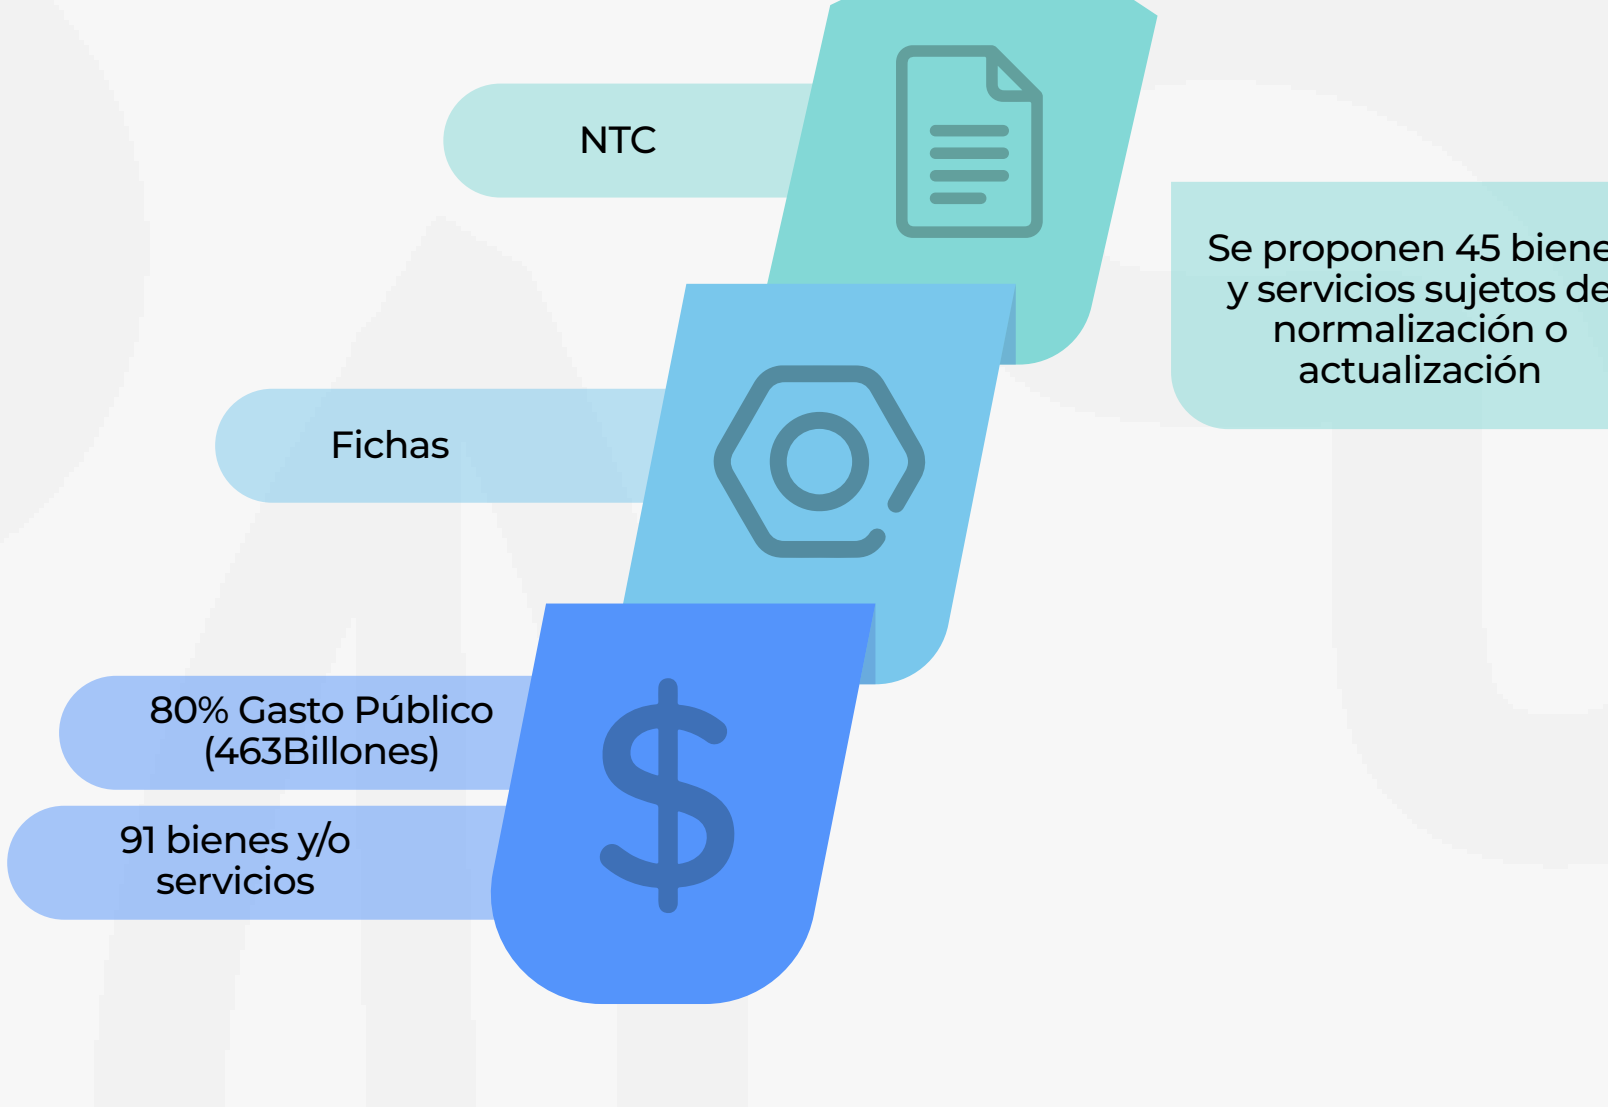 NTC
Se proponen 45 biene
y servicios sujetos de
normalización o
actualización
Fichas
80% Gasto Público
(463Billones)
91 bienes y/o
servicios